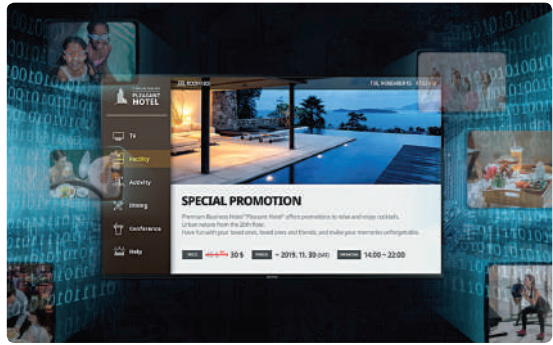 PLEASANT
HOTEL
TV
Facility
Activity
Dining
Conference
Help
SPECIAL PROMOTION
Premium Business Hotel "Pleasant Hotel" offers promotions to relax and enjoy cocktails.
Urban nature from the 20th floor.
Have fun with your loved ones, loved ones and friends, and make your memories unforgettable.
30 $ ~ 2019. 11. 30 (SAT) 14:00 ~ 22:00